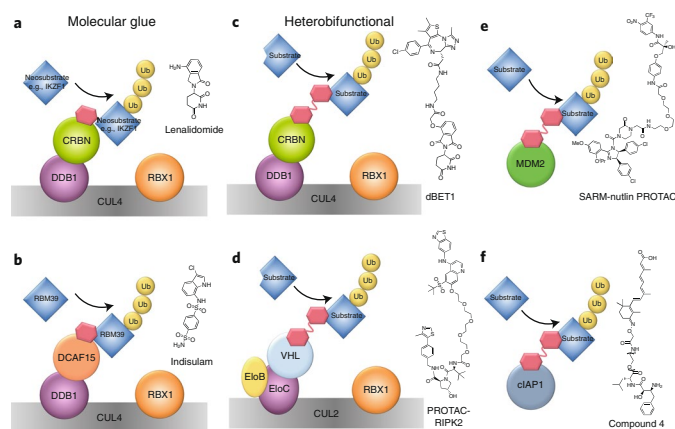 Molecular glue
Heterobifunctional
a
Neosubstrate
e.g., IKZF1
Ub
Ub
Ub
Neosubstrate
e.g., IKZF1
CRBN
DDB1
RBX1
CUL4
Lenalidomide
b
RBM39
Ub
Ub
Ub
RBM39
DCAF15
DDB1
RBX1
CUL4
Indisulam
c
Substrate
Ub
Ub
Ub
Substrate
CRBN
DDB1
RBX1
CUL4
dBET1
d
Substrate
Ub
Ub
Ub
Substrate
VHL
EloB
EloC
RBX1
CUL2
PROTAC-
RIPK2
e
Substrate
Ub
Ub
Ub
Substrate
MDM2
SARM-nutlin PROTAC
f
Substrate
Ub
Ub
Ub
Substrate
cIAP1
Compound 4